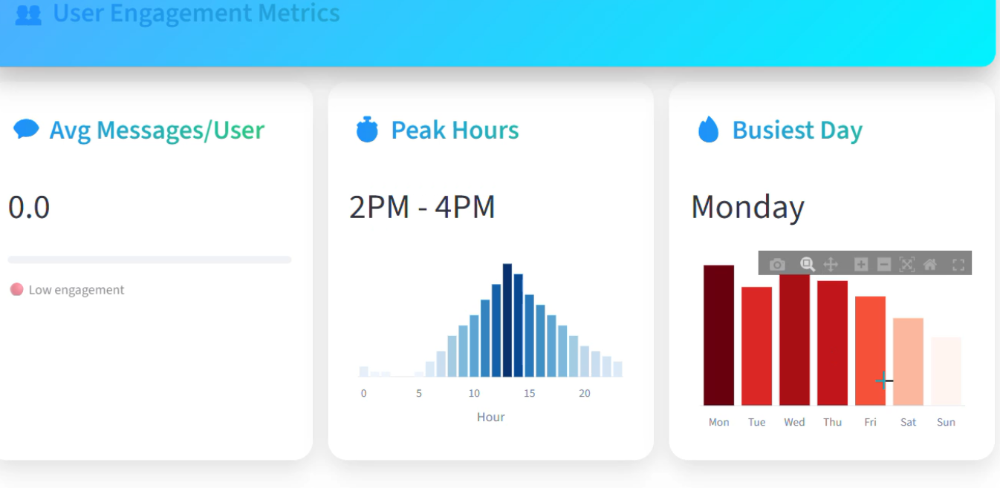 User Engagement Metrics
Avg Messages/User
0.0
Low engagement
Peak Hours
2PM - 4PM
0 5 10 15 20
Hour
Busiest Day
Monday
Mon Tue Wed Thu Fri Sat Sun